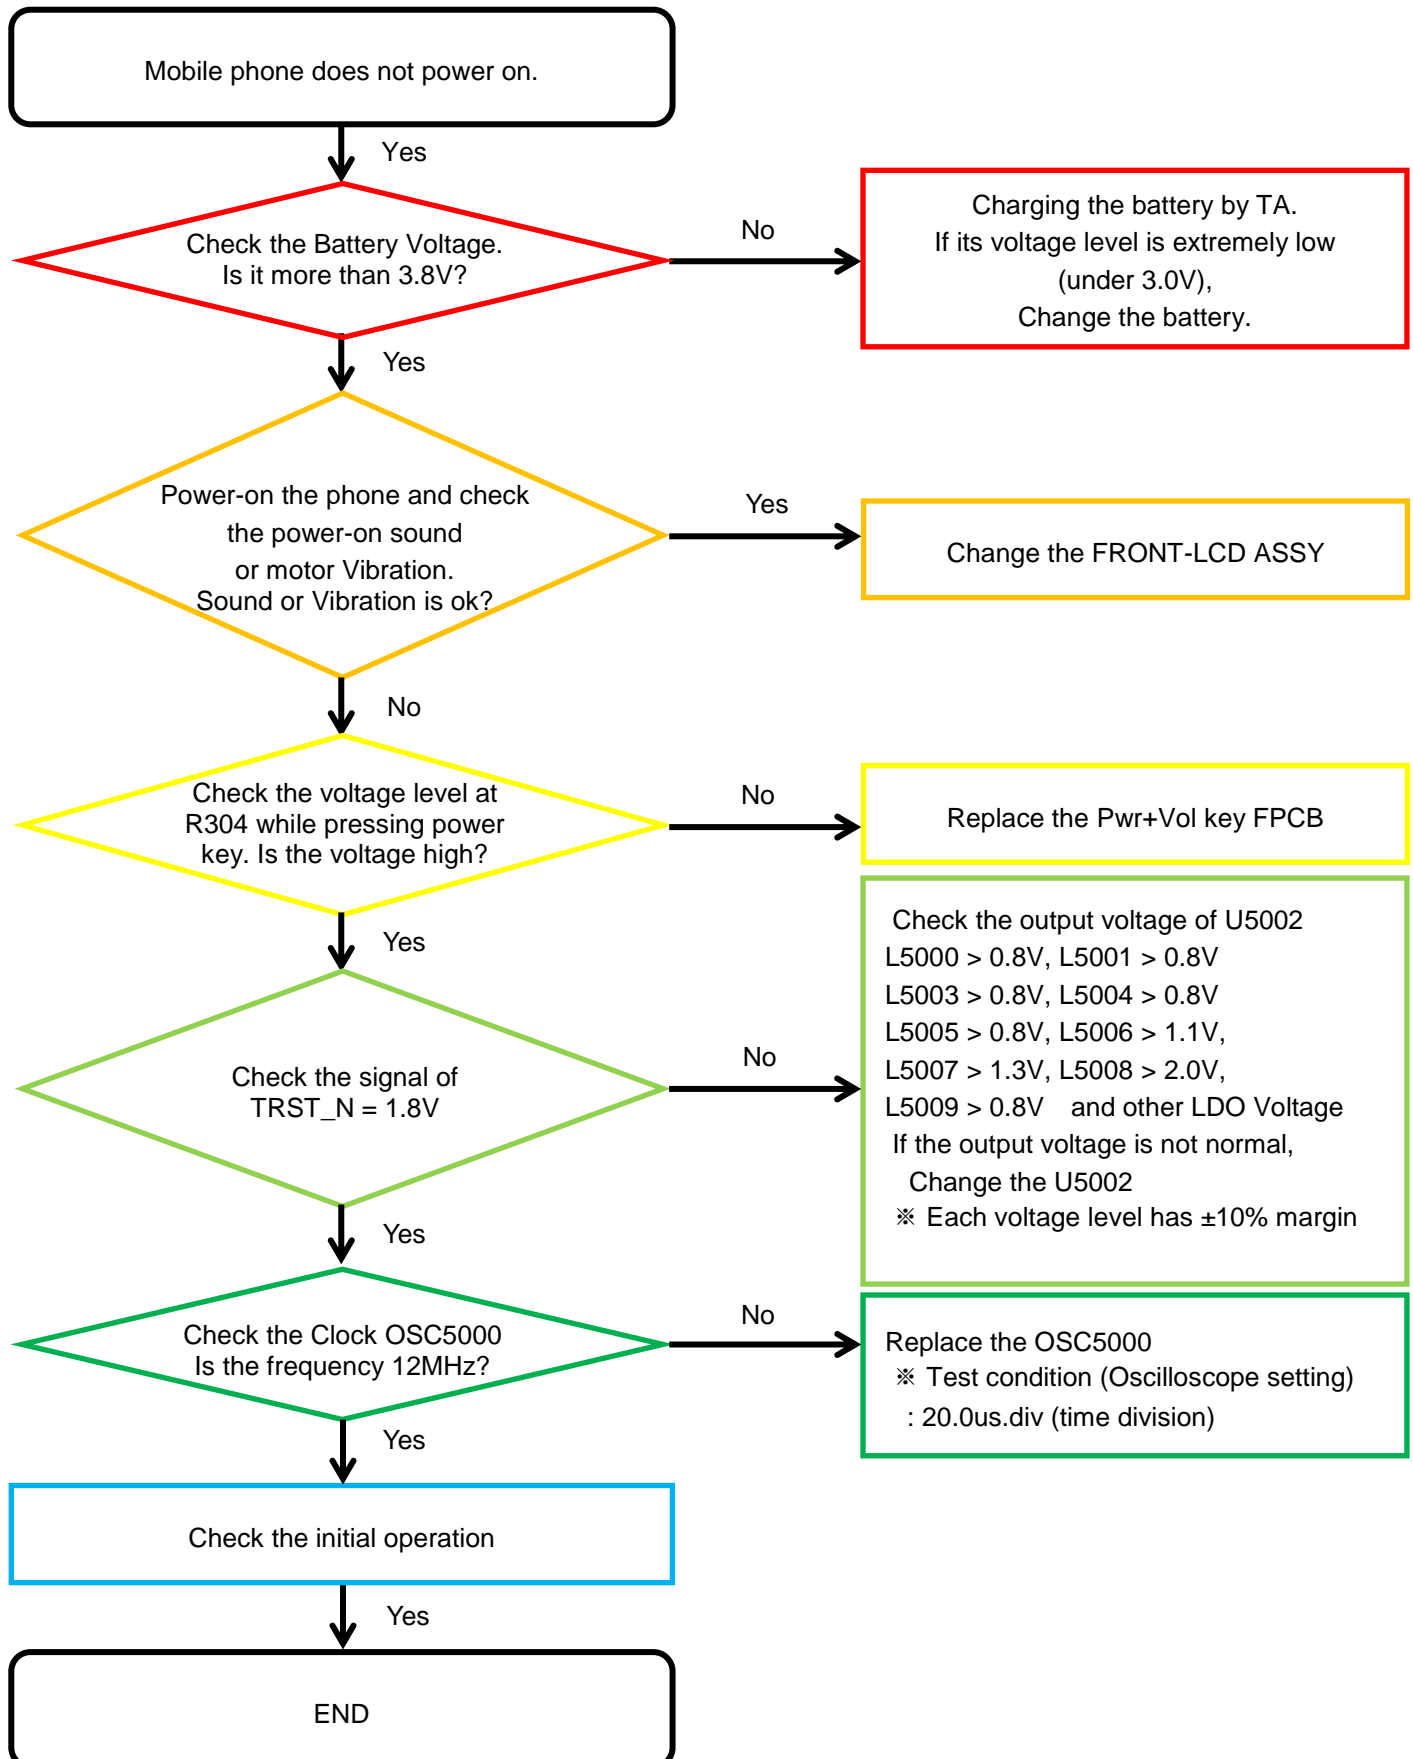 Mobile phone does not power on.
Yes
Check the Battery Voltage.
Is it more than 3.8V?
No
Charging the battery by TA.
If its voltage level is extremely low
(under 3.0V),
Change the battery.
Yes
Power-on the phone and check
the power-on sound
or motor Vibration.
Sound or Vibration is ok?
Yes
Change the FRONT-LCD ASSY
No
Check the voltage level at
R304 while pressing power
key. Is the voltage high?
No
Replace the Pwr+Vol key FPCB
Yes
Check the signal of
TRST_N = 1.8V
No
Check the output voltage of U5002
L5000 > 0.8V, L5001 > 0.8V
L5003 > 0.8V, L5004 > 0.8V
L5005 > 0.8V, L5006 > 1.1V,
L5007 > 1.3V, L5008 > 2.0V,
L5009 > 0.8V and other LDO Voltage
If the output voltage is not normal,
Change the U5002
※ Each voltage level has ±10% margin
Yes
Check the Clock OSC5000
Is the frequency 12MHz?
No
Replace the OSC5000
※ Test condition (Oscilloscope setting)
: 20.0us.div (time division)
Yes
Check the initial operation
Yes
END